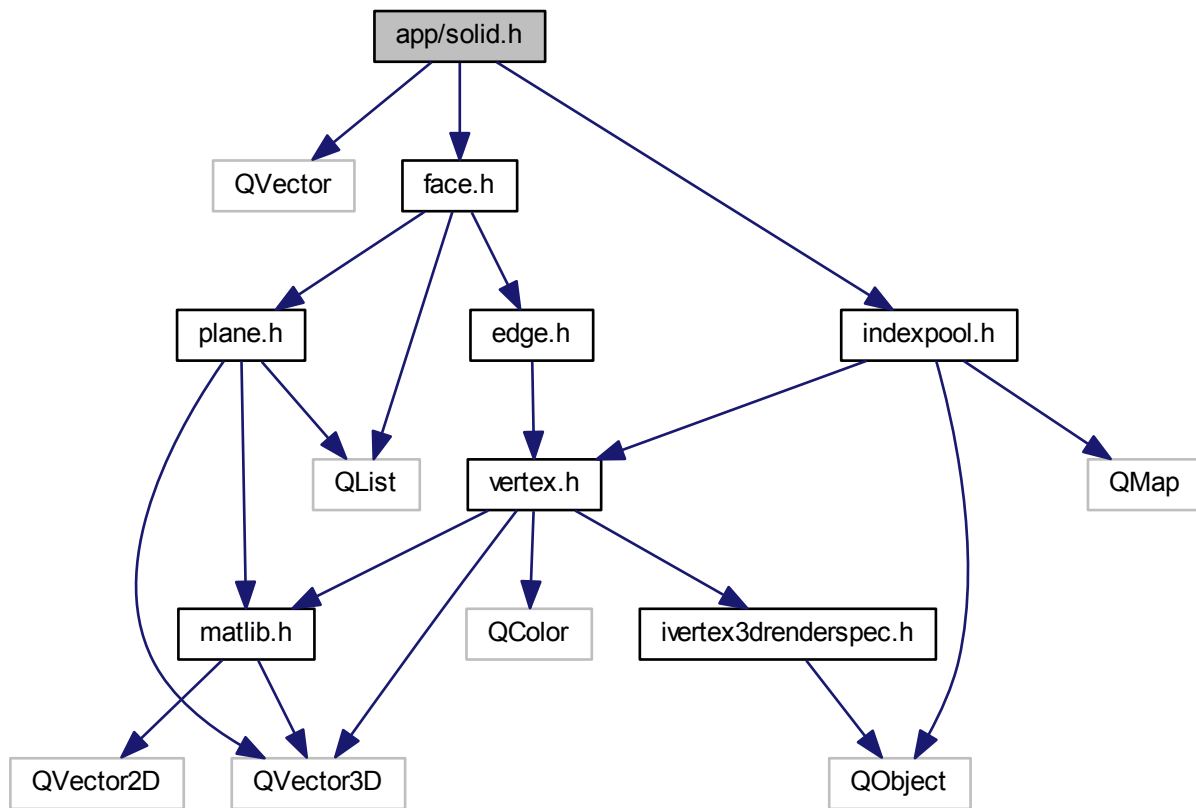 app/solid.h
QVector
face.h
plane.h
edge.h
indexpool.h
QList
vertex.h
QMap
matlib.h
QColor
ivertex3drenderspec.h
QVector2D
QVector3D
QObject